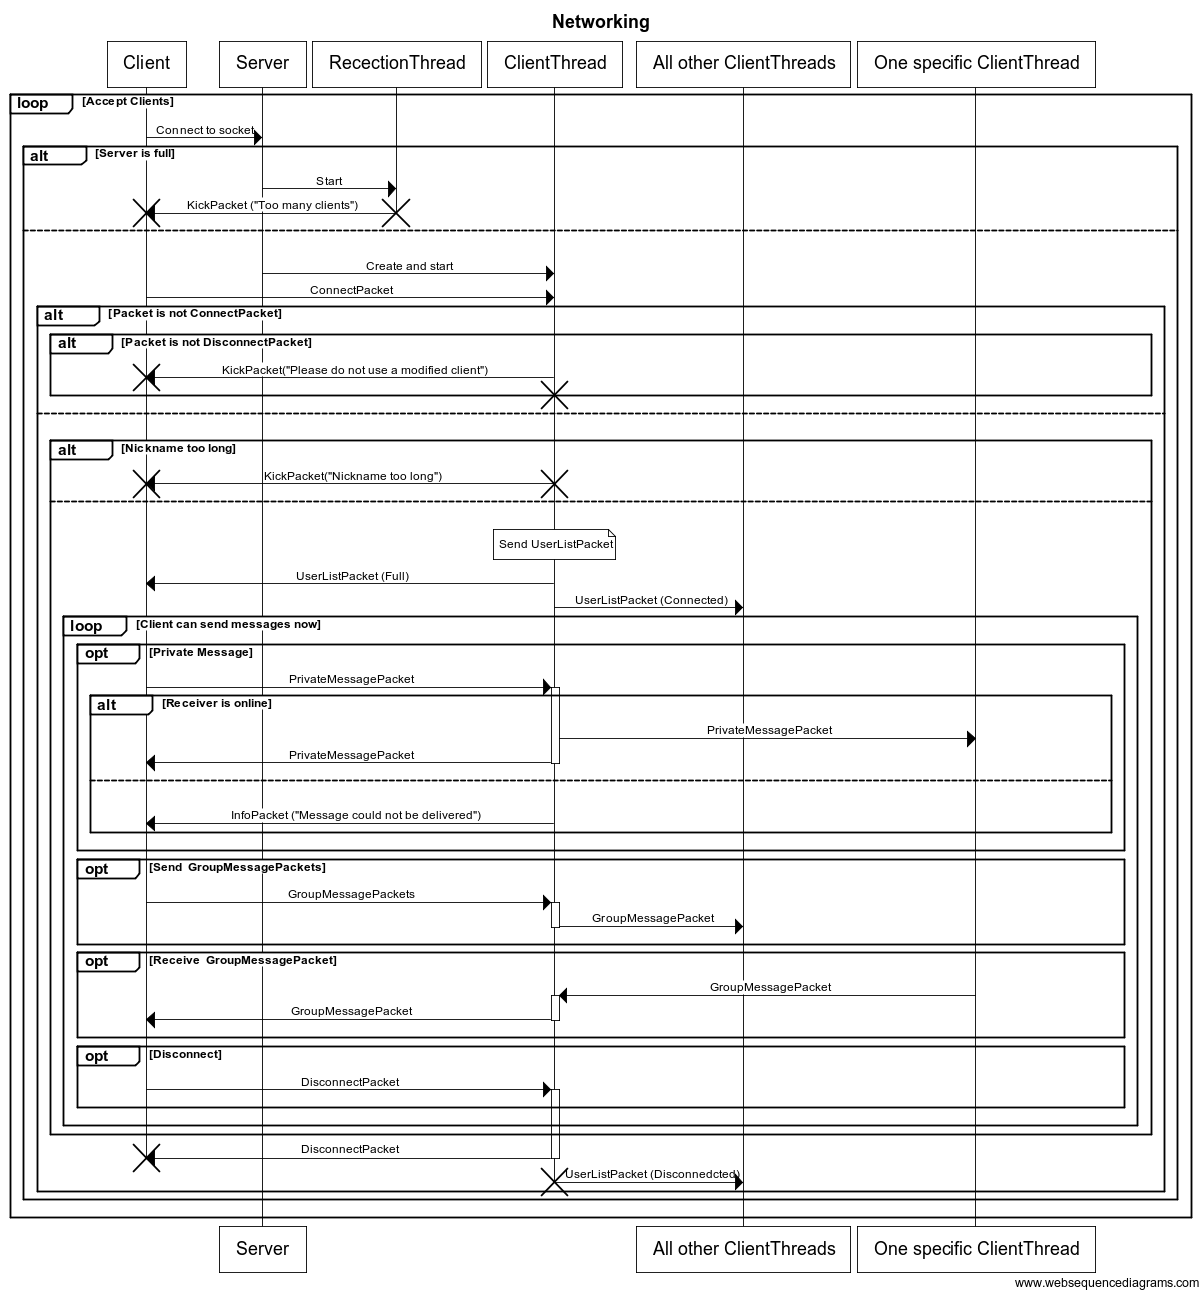 Networking
Client
Server
RecectionThread
ClientThread
All other ClientThreads
One specific ClientThread
loop
[Accept Clients]
Connect to socket
alt
[Server is full]
Start
KickPacket ("Too many clients")
Create and start
ConnectPacket
alt
[Packet is not ConnectPacket]
alt
[Packet is not DisconnectPacket]
KickPacket("Please do not use a modified client")
alt
[Nickname too long]
KickPacket("Nickname too long")
Send UserListPacket
UserListPacket (Full)
UserListPacket (Connected)
loop
[Client can send messages now]
opt
[Private Message]
PrivateMessagePacket
alt
[Receiver is online]
PrivateMessagePacket
PrivateMessagePacket
InfoPacket ("Message could not be delivered")
opt
[Send GroupMessagePackets]
GroupMessagePackets
GroupMessagePacket
opt
[Receive GroupMessagePacket]
GroupMessagePacket
GroupMessagePacket
opt
[Disconnect]
DisconnectPacket
DisconnectPacket
UserListPacket (Disconnedcted)
Server
All other ClientThreads
One specific ClientThread
www.websequencediagrams.com